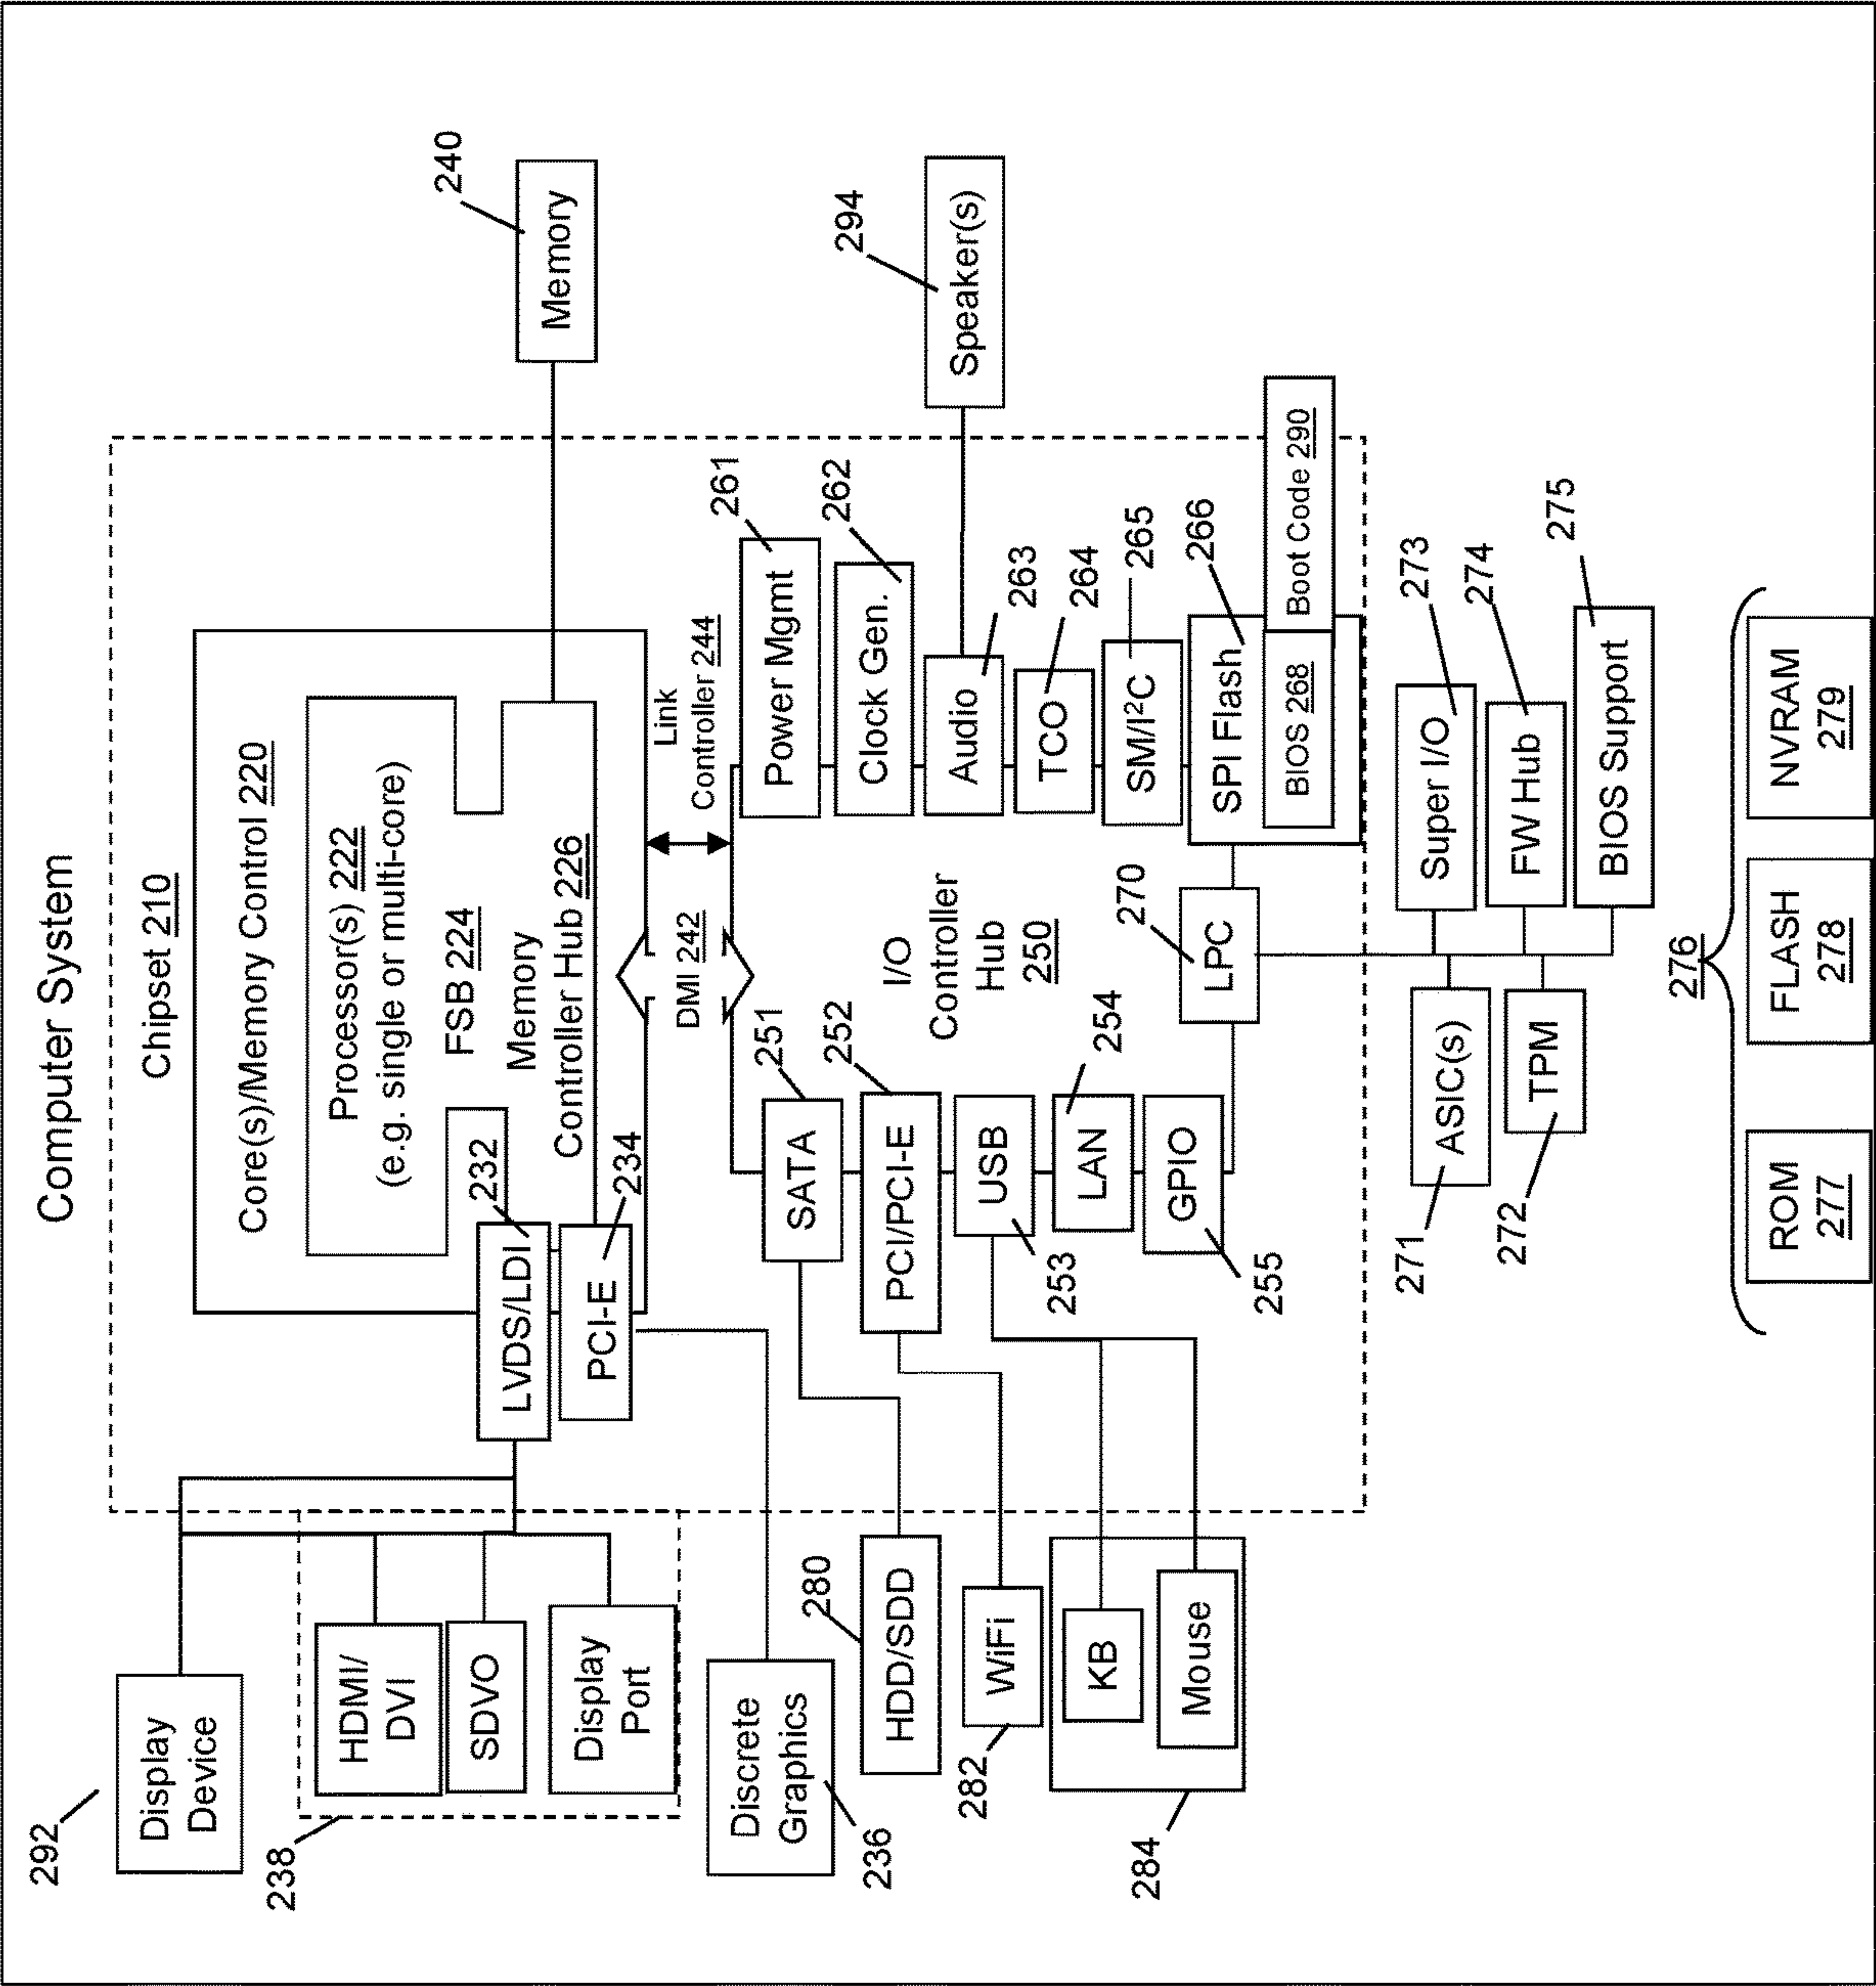 Computer System
Chipset 210
Core(s)/Memory Control 220
Processor(s) 222
(e.g. single or multi-core)
FSB 224
Memory
Controller Hub 226
232
LVDS/LDI
234
PCI-E
240
Memory
292
Display
Device
238
HDMI/
DVI
SDVO
Display
Port
Discrete
Graphics
236
DMI 242
Link
Controller 244
I/O
Controller
Hub 250
251
SATA
252
PCI/PCI-E
USB
253
254
LAN
GPIO
255
261
Power Mgmt
262
Clock Gen.
Audio
263
294
Speaker(s)
TCO
264
SM/I²C
265
SPI Flash
266
BIOS 268
Boot Code 290
270
LPC
280
HDD/SDD
WiFi
282
KB
Mouse
284
271
ASIC(s)
272
TPM
Super I/O
273
FW Hub
274
BIOS Support
275
276
ROM
277
FLASH
278
NVRAM
279